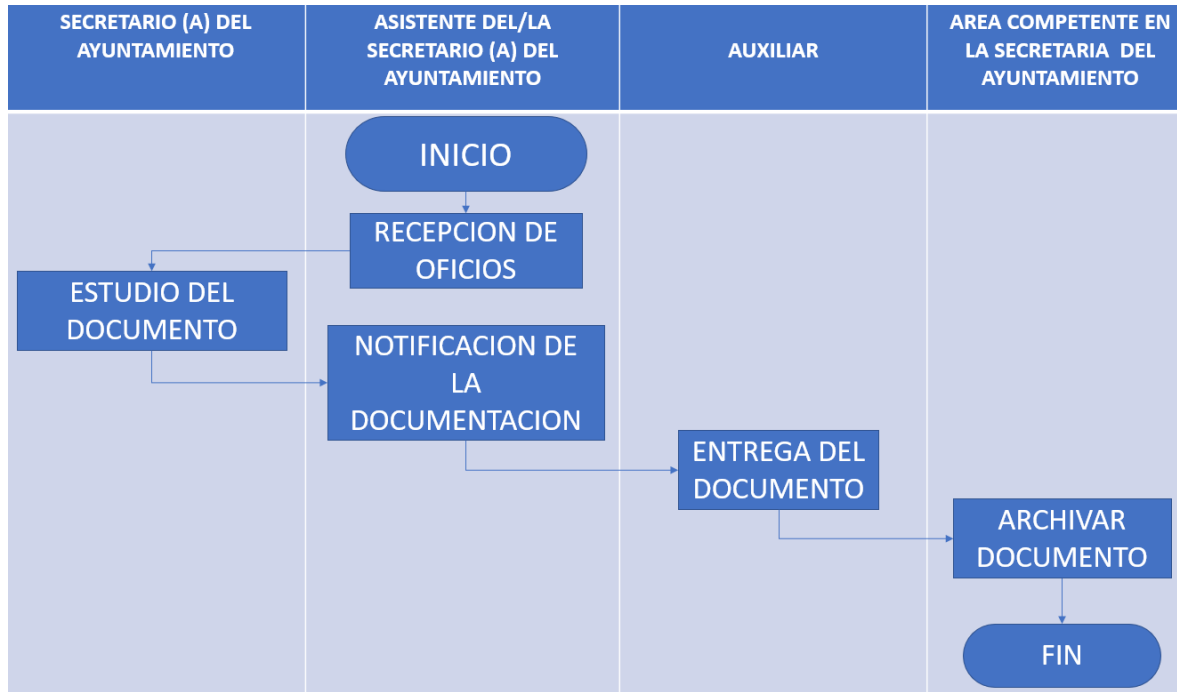 SECRETARIO (A) DEL
AYUNTAMIENTO
ASISTENTE DEL/LA
SECRETARIO (A) DEL
AYUNTAMIENTO
AUXILIAR
AREA COMPETENTE EN
LA SECRETARIA DEL
AYUNTAMIENTO
INICIO
RECEPCION DE
OFICIOS
ESTUDIO DEL
DOCUMENTO
NOTIFICACION DE
LA
DOCUMENTACION
ENTREGA DEL
DOCUMENTO
ARCHIVAR
DOCUMENTO
FIN